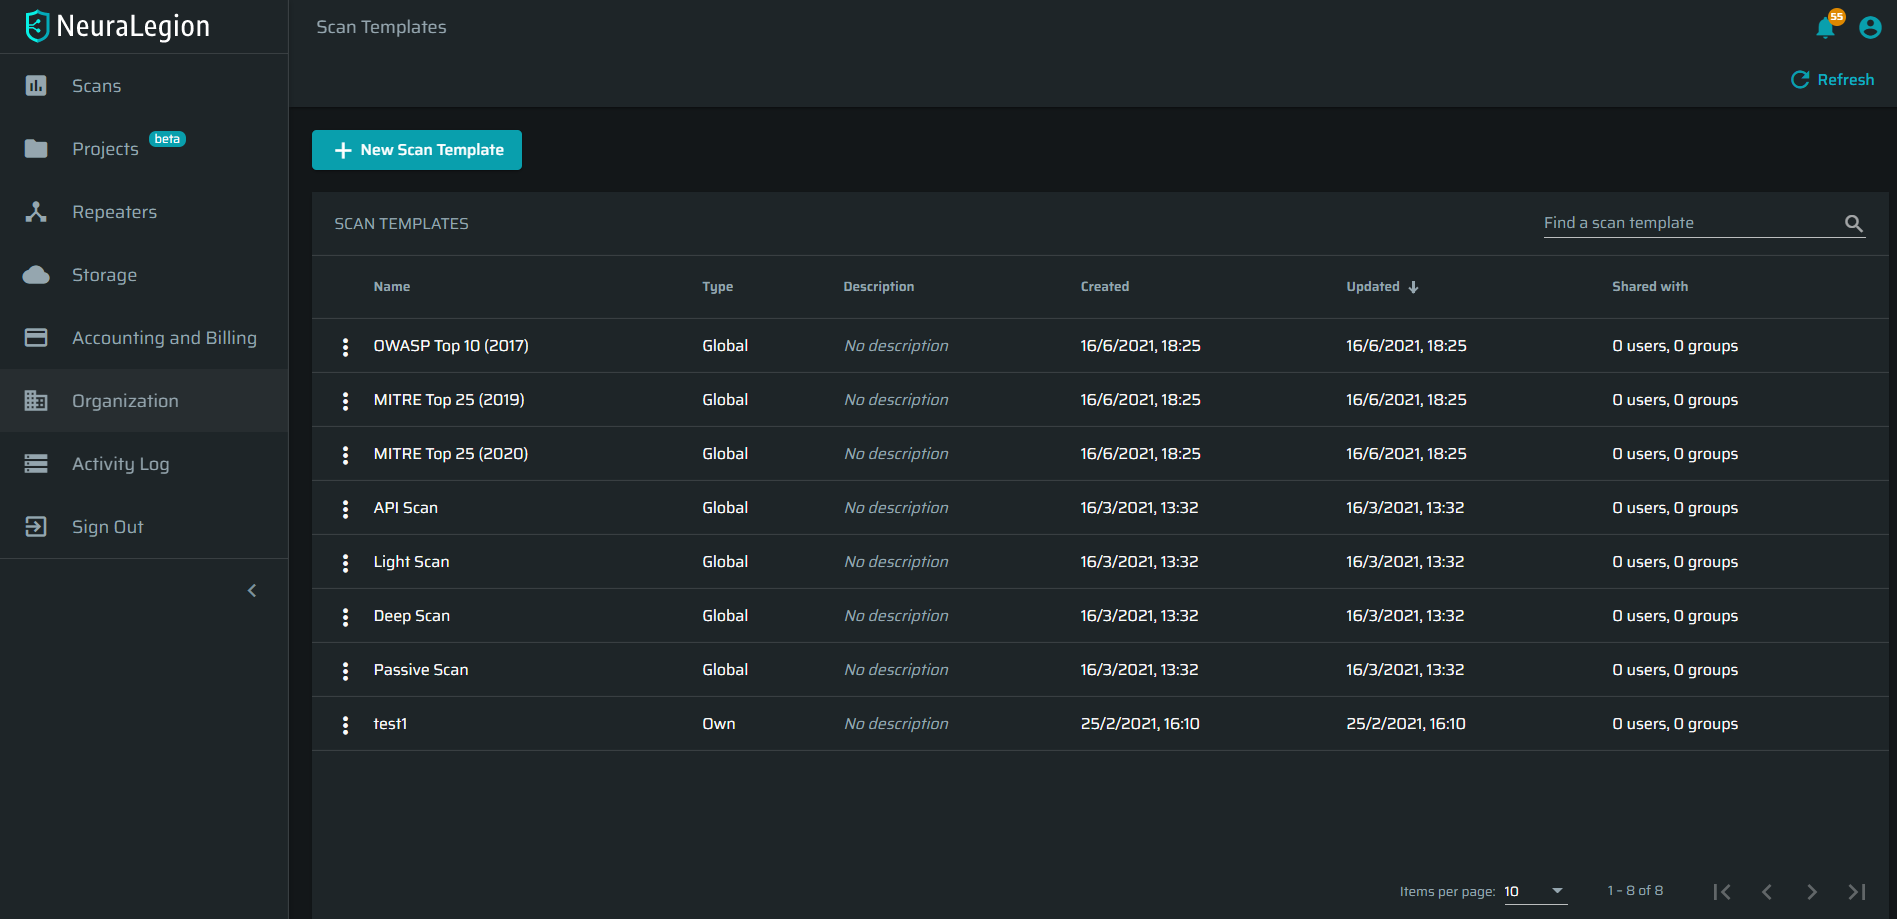 NeuraLegion
Scans
Projects beta
Repeaters
Storage
Accounting and Billing
Organization
Activity Log
Sign Out
Scan Templates
55
Refresh
New Scan Template
SCAN TEMPLATES
Find a scan template
Name Type Description Created Updated Shared with
OWASP Top 10 (2017) Global No description 16/6/2021, 18:25 16/6/2021, 18:25 0 users, 0 groups
MITRE Top 25 (2019) Global No description 16/6/2021, 18:25 16/6/2021, 18:25 0 users, 0 groups
MITRE Top 25 (2020) Global No description 16/6/2021, 18:25 16/6/2021, 18:25 0 users, 0 groups
API Scan Global No description 16/3/2021, 13:32 16/3/2021, 13:32 0 users, 0 groups
Light Scan Global No description 16/3/2021, 13:32 16/3/2021, 13:32 0 users, 0 groups
Deep Scan Global No description 16/3/2021, 13:32 16/3/2021, 13:32 0 users, 0 groups
Passive Scan Global No description 16/3/2021, 13:32 16/3/2021, 13:32 0 users, 0 groups
test1 Own No description 25/2/2021, 16:10 25/2/2021, 16:10 0 users, 0 groups
Items per page: 10 1 – 8 of 8